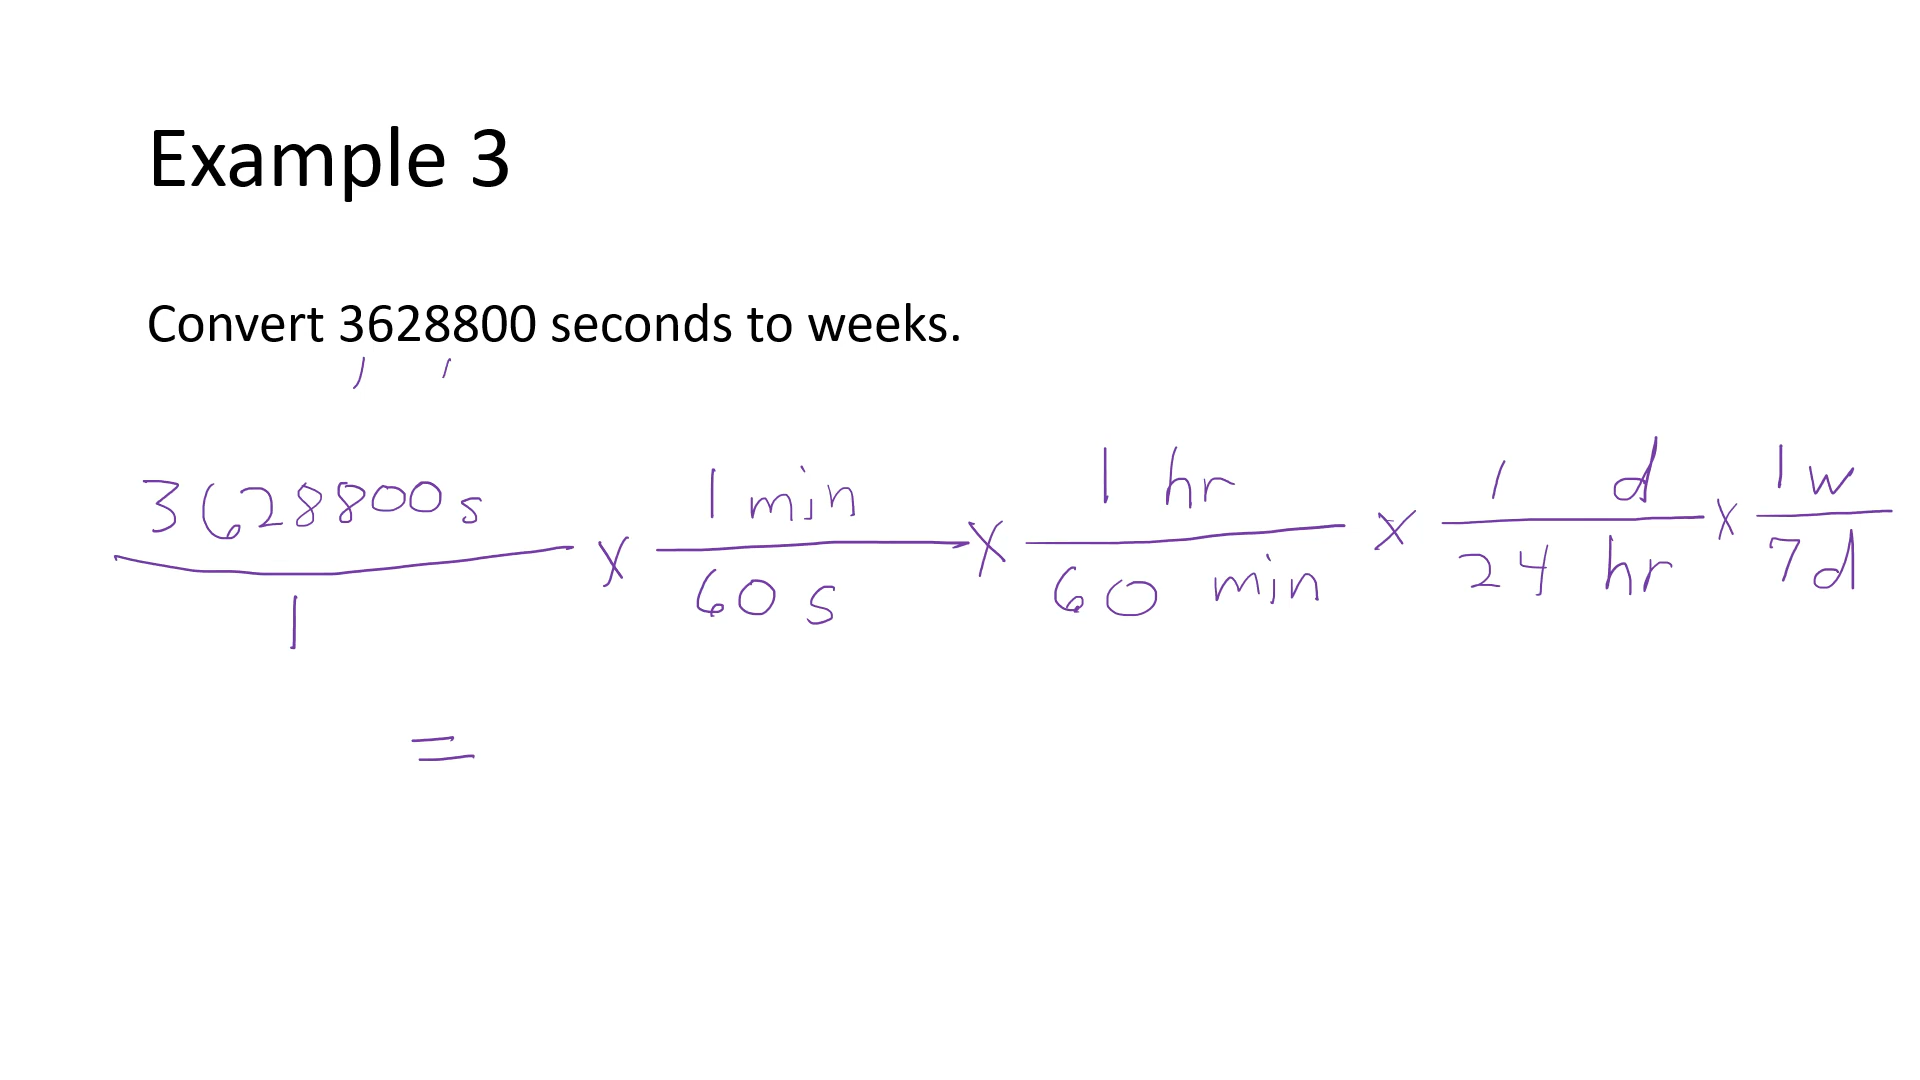 Example 3
Convert 3628800 seconds to weeks.
, ,
3628800 s / 1 x 1 min / 60 s x 1 hr / 60 min x 1 d / 24 hr x 1 w / 7 d
=